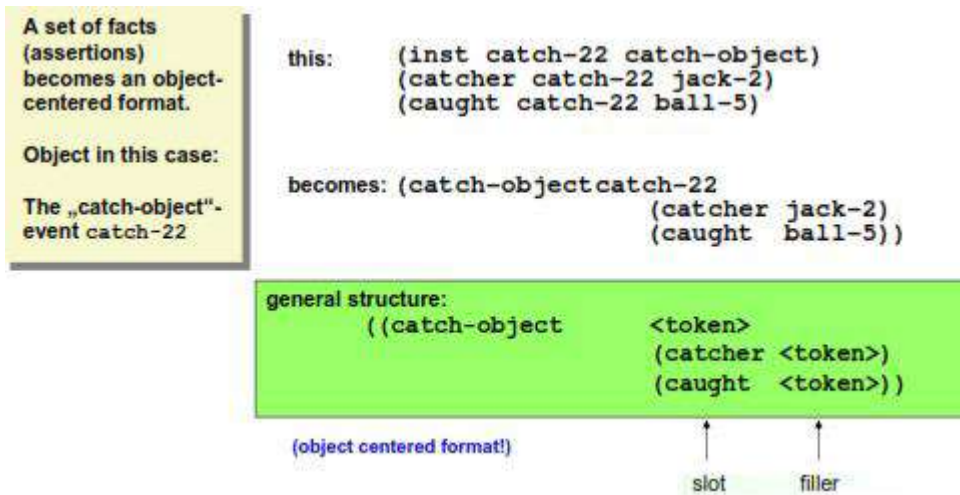 A set of facts
(assertions)
becomes an object-
centered format.
Object in this case:
The „catch-object“-
event catch-22
this: (inst catch-22 catch-object)
(catcher catch-22 jack-2)
(caught catch-22 ball-5)
becomes: (catch-objectcatch-22
(catcher jack-2)
(caught ball-5))
general structure:
((catch-object <token>
(catcher <token>)
(caught <token>))
(object centered format!)
slot filler